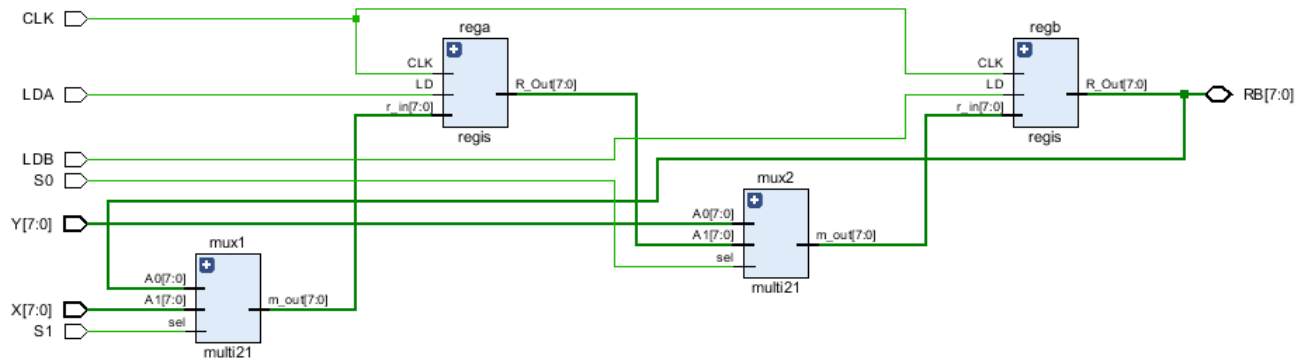 CLK
LDA
LDB
S0
Y[7:0]
X[7:0]
S1
mux1
A0[7:0]
A1[7:0]
sel
m_out[7:0]
multi21
rega
CLK
LD
r_in[7:0]
R_Out[7:0]
regis
mux2
A0[7:0]
A1[7:0]
sel
m_out[7:0]
multi21
regb
CLK
LD
r_in[7:0]
R_Out[7:0]
regis
RB[7:0]